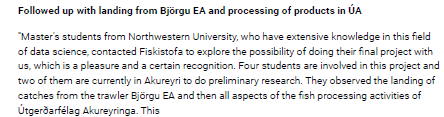 Followed up with landing from Björgu EA and processing of products in ÚA
"Master's students from Northwestern University, who have extensive knowledge in this field
of data science, contacted Fiskistofa to explore the possibility of doing their final project with
us, which is a pleasure and a certain recognition. Four students are involved in this project and
two of them are currently in Akureyri to do preliminary research. They observed the landing of
catches from the trawler Björgu EA and then all aspects of the fish processing activities of
Útgerðarfélag Akureyringa. This